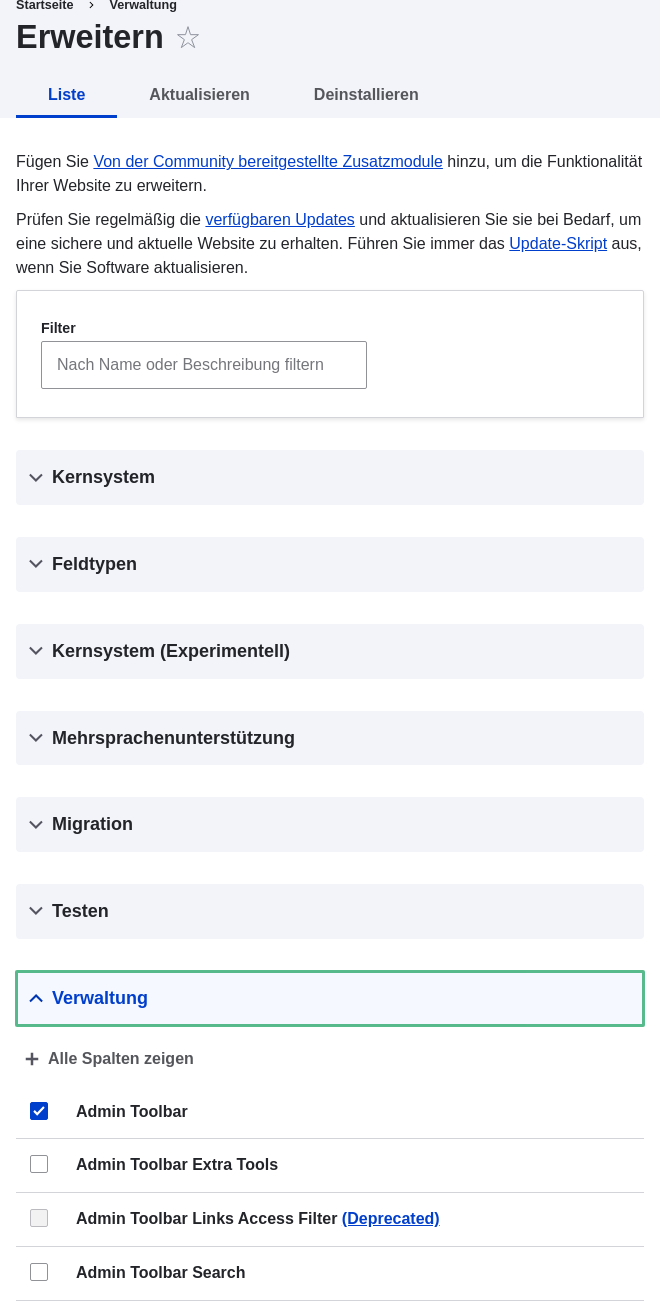 Startseite > Verwaltung
Erweitern
Liste Aktualisieren Deinstallieren
Fügen Sie Von der Community bereitgestellte Zusatzmodule hinzu, um die Funktionalität
Ihrer Website zu erweitern.
Prüfen Sie regelmäßig die verfügbaren Updates und aktualisieren Sie sie bei Bedarf, um
eine sichere und aktuelle Website zu erhalten. Führen Sie immer das Update-Skript aus,
wenn Sie Software aktualisieren.
Filter
Nach Name oder Beschreibung filtern
Kernsystem
Feldtypen
Kernsystem (Experimentell)
Mehrsprachenunterstützung
Migration
Testen
Verwaltung
Alle Spalten zeigen
Admin Toolbar
Admin Toolbar Extra Tools
Admin Toolbar Links Access Filter (Deprecated)
Admin Toolbar Search